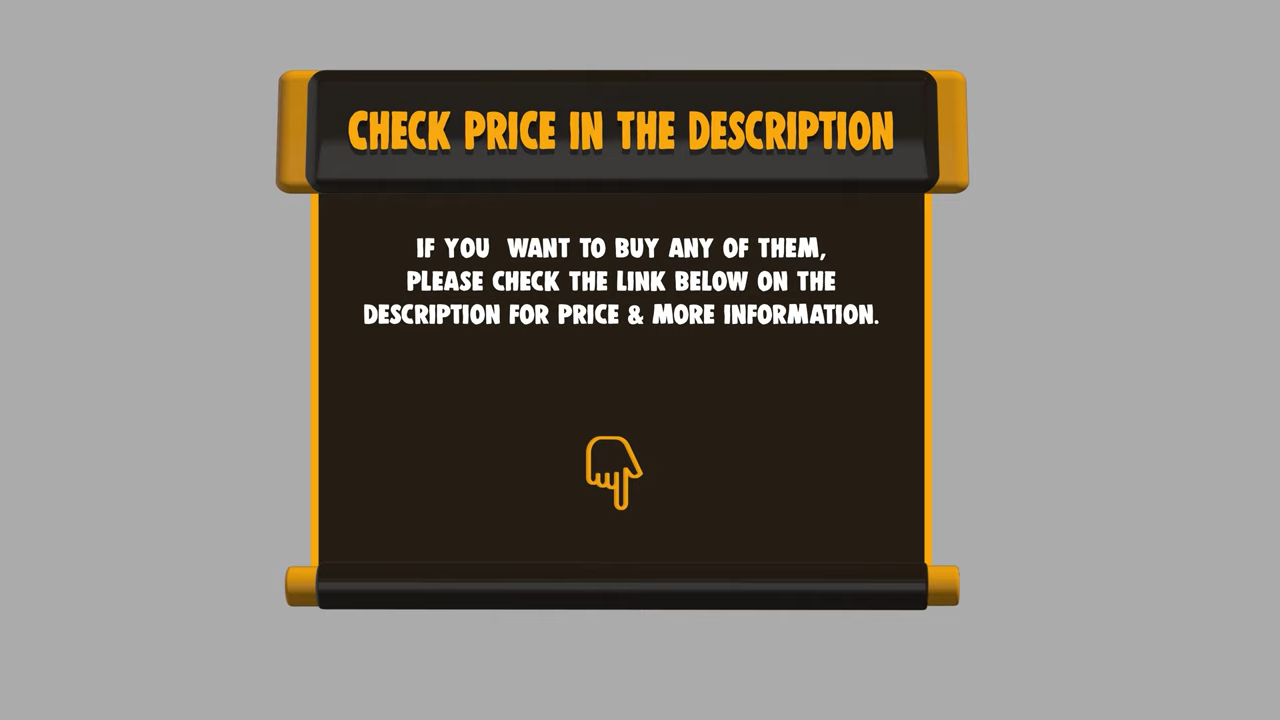 CHECK PRICE IN THE DESCRIPTION
IF YOU WANT TO BUY ANY OF THEM,
PLEASE CHECK THE LINK BELOW ON THE
DESCRIPTION FOR PRICE & MORE INFORMATION.